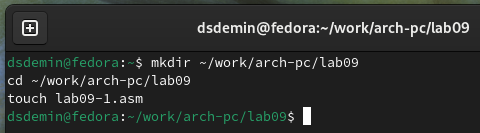 dsdemin@fedora:~/work/arch-pc/lab09
dsdemin@fedora:~$ mkdir ~/work/arch-pc/lab09
cd ~/work/arch-pc/lab09
touch lab09-1.asm
dsdemin@fedora:~/work/arch-pc/lab09$